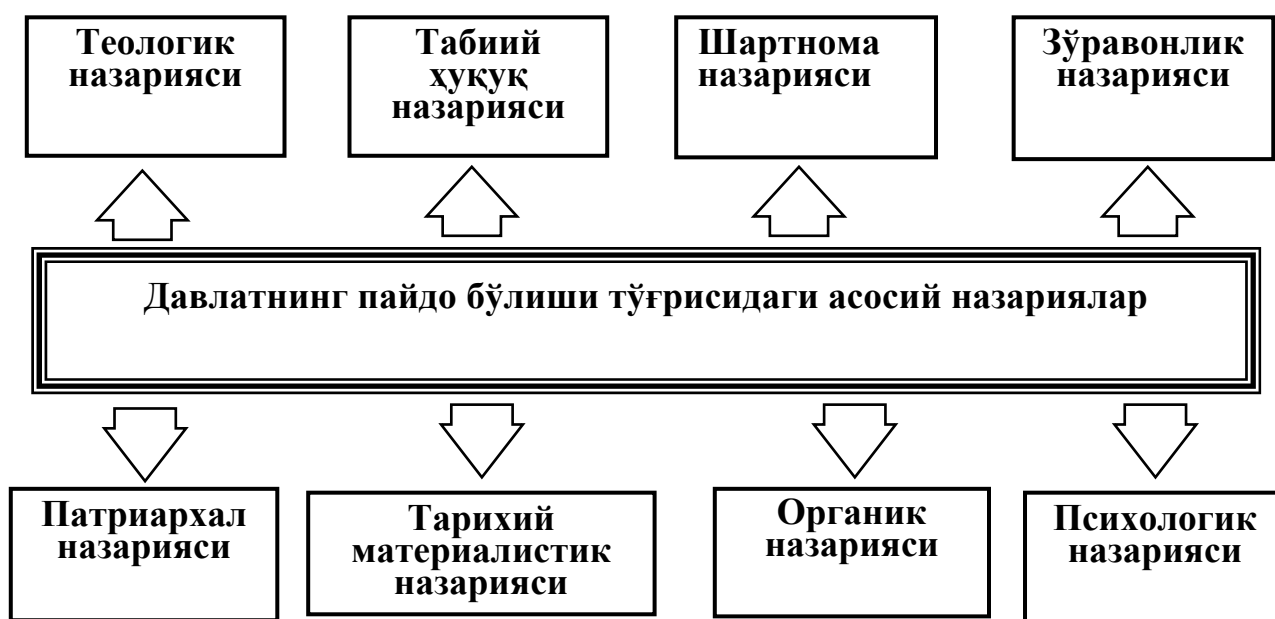 Теологик
назарияси
Табиий
ҳуқуқ
назарияси
Шартнома
назарияси
Зўравонлик
назарияси
Давлатнинг пайдо бўлиши тўғрисидаги асосий назариялар
Патриархал
назарияси
Тарихий
материалистик
назарияси
Органик
назарияси
Психологик
назарияси